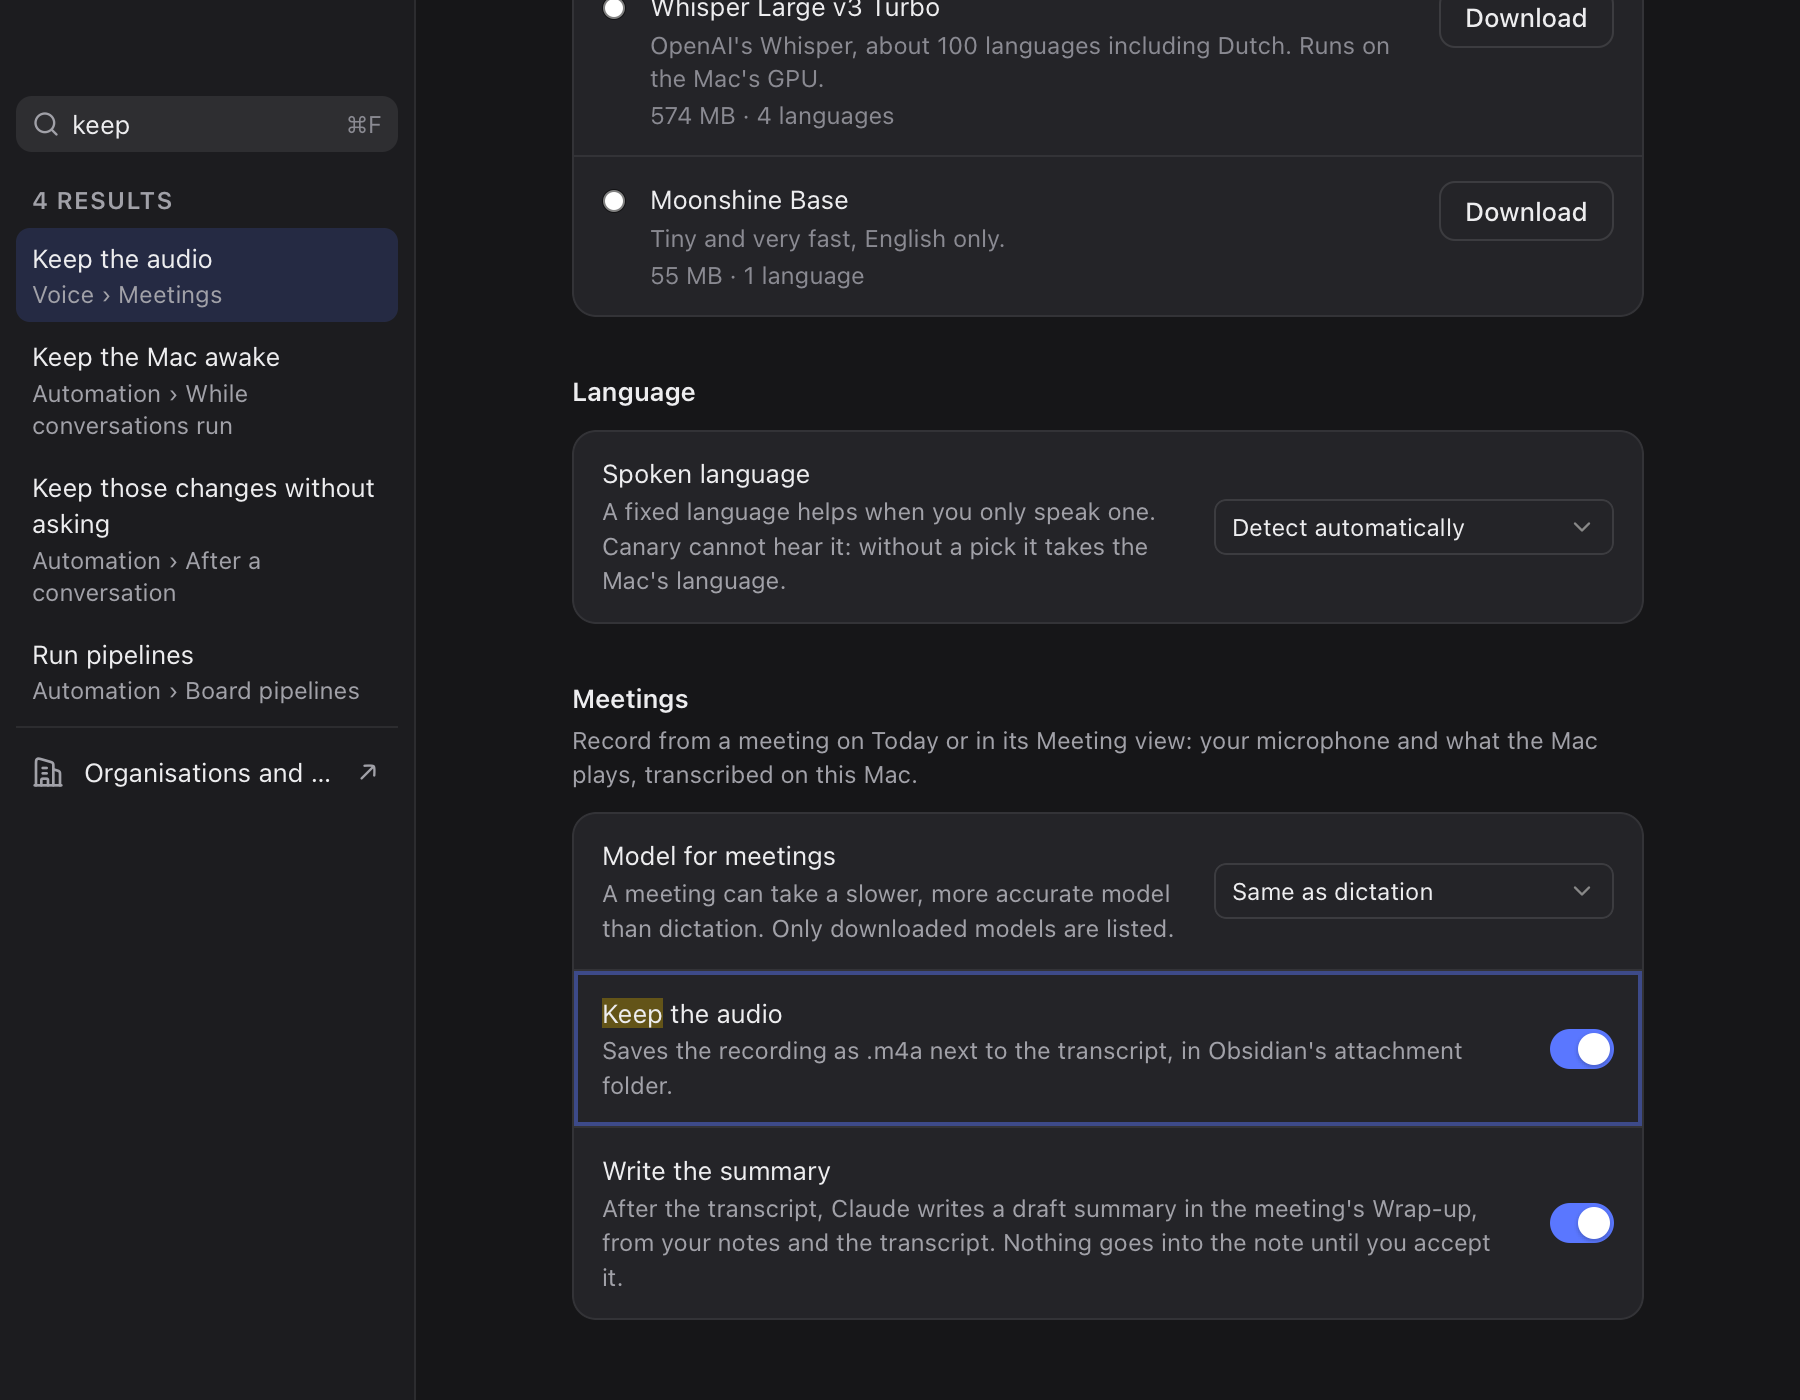 keep ⌘F
4 RESULTS
Keep the audio
Voice › Meetings
Keep the Mac awake
Automation › While
conversations run
Keep those changes without
asking
Automation › After a
conversation
Run pipelines
Automation › Board pipelines
Organisations and ...
Whisper Large v3 Turbo
Download
OpenAI's Whisper, about 100 languages including Dutch. Runs on
the Mac's GPU.
574 MB · 4 languages
Moonshine Base
Download
Tiny and very fast, English only.
55 MB · 1 language
Language
Spoken language
A fixed language helps when you only speak one.
Canary cannot hear it: without a pick it takes the
Mac's language.
Detect automatically
Meetings
Record from a meeting on Today or in its Meeting view: your microphone and what the Mac
plays, transcribed on this Mac.
Model for meetings
A meeting can take a slower, more accurate model
than dictation. Only downloaded models are listed.
Same as dictation
Keep the audio
Saves the recording as .m4a next to the transcript, in Obsidian's attachment
folder.
Write the summary
After the transcript, Claude writes a draft summary in the meeting's Wrap-up,
from your notes and the transcript. Nothing goes into the note until you accept
it.